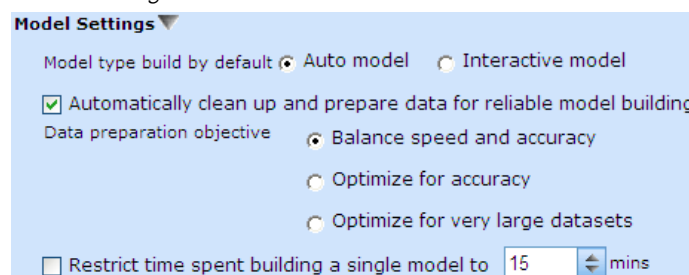 Model Settings
Model type build by default Auto model Interactive model
Automatically clean up and prepare data for reliable model building
Data preparation objective Balance speed and accuracy
Optimize for accuracy
Optimize for very large datasets
Restrict time spent building a single model to 15 mins